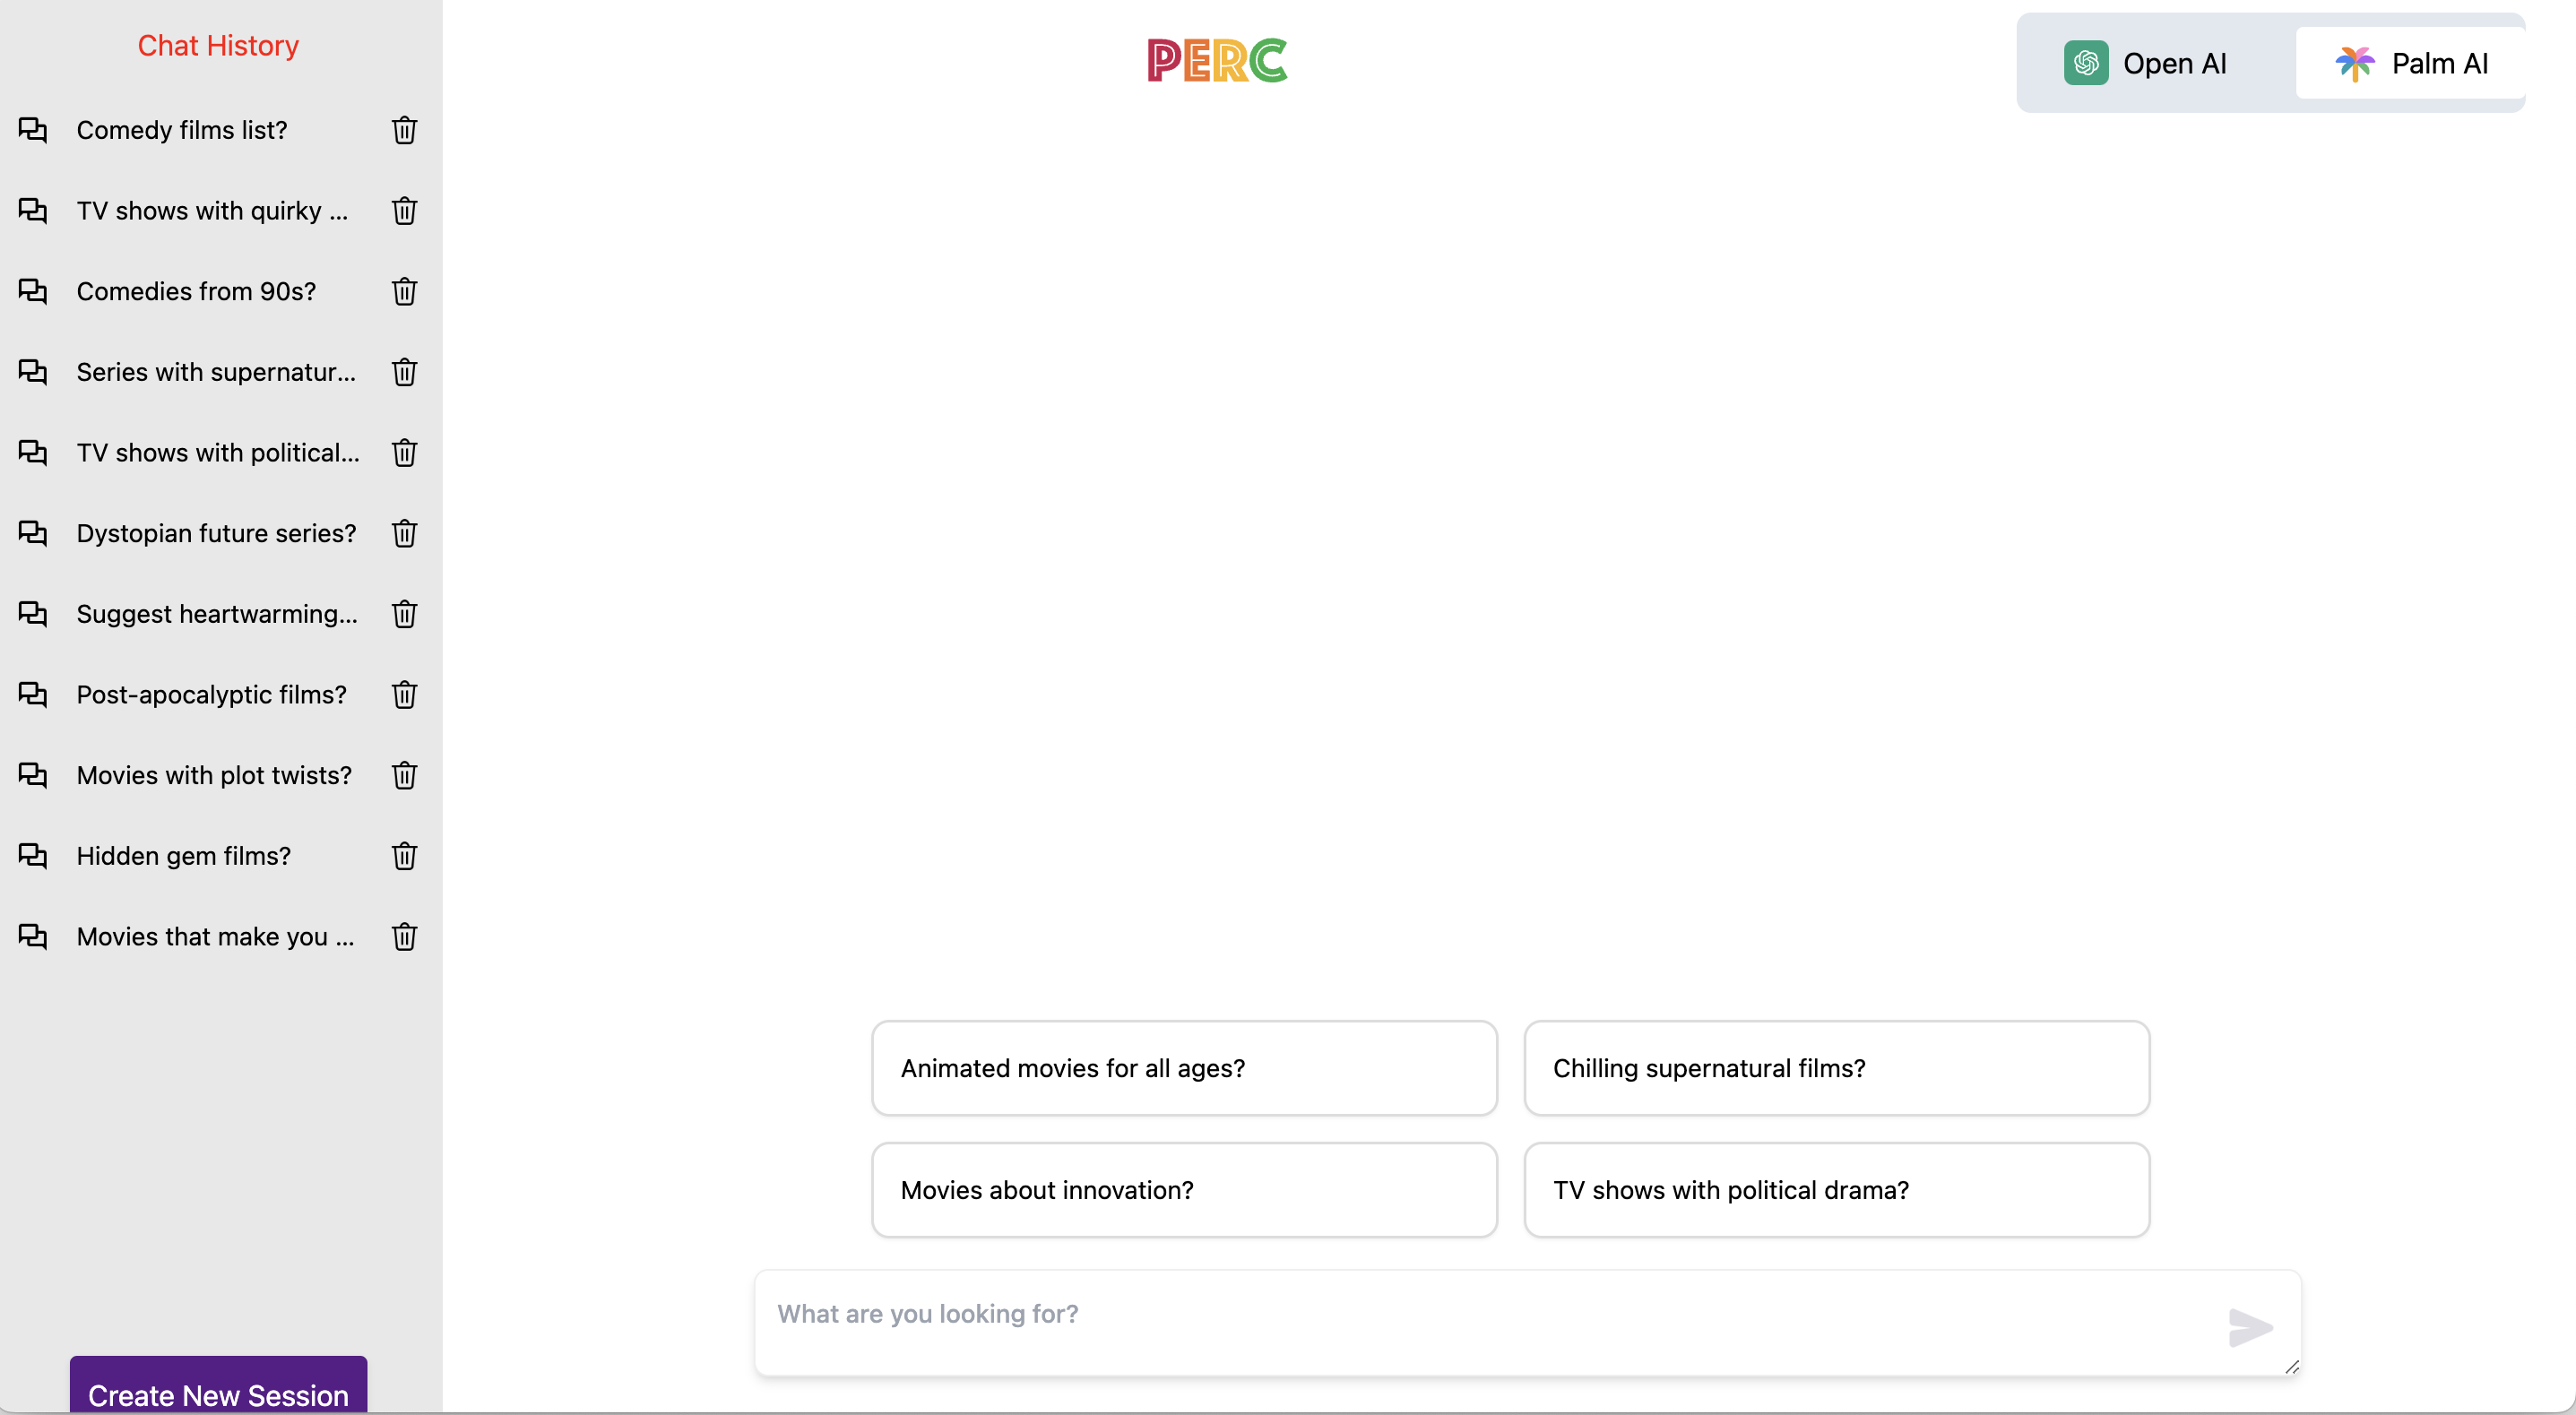 Chat History
Comedy films list?
TV shows with quirky ...
Comedies from 90s?
Series with supernatur...
TV shows with political...
Dystopian future series?
Suggest heartwarming...
Post-apocalyptic films?
Movies with plot twists?
Hidden gem films?
Movies that make you ...
Create New Session
PERC
Open AI
Palm AI
Animated movies for all ages?
Chilling supernatural films?
Movies about innovation?
TV shows with political drama?
What are you looking for?